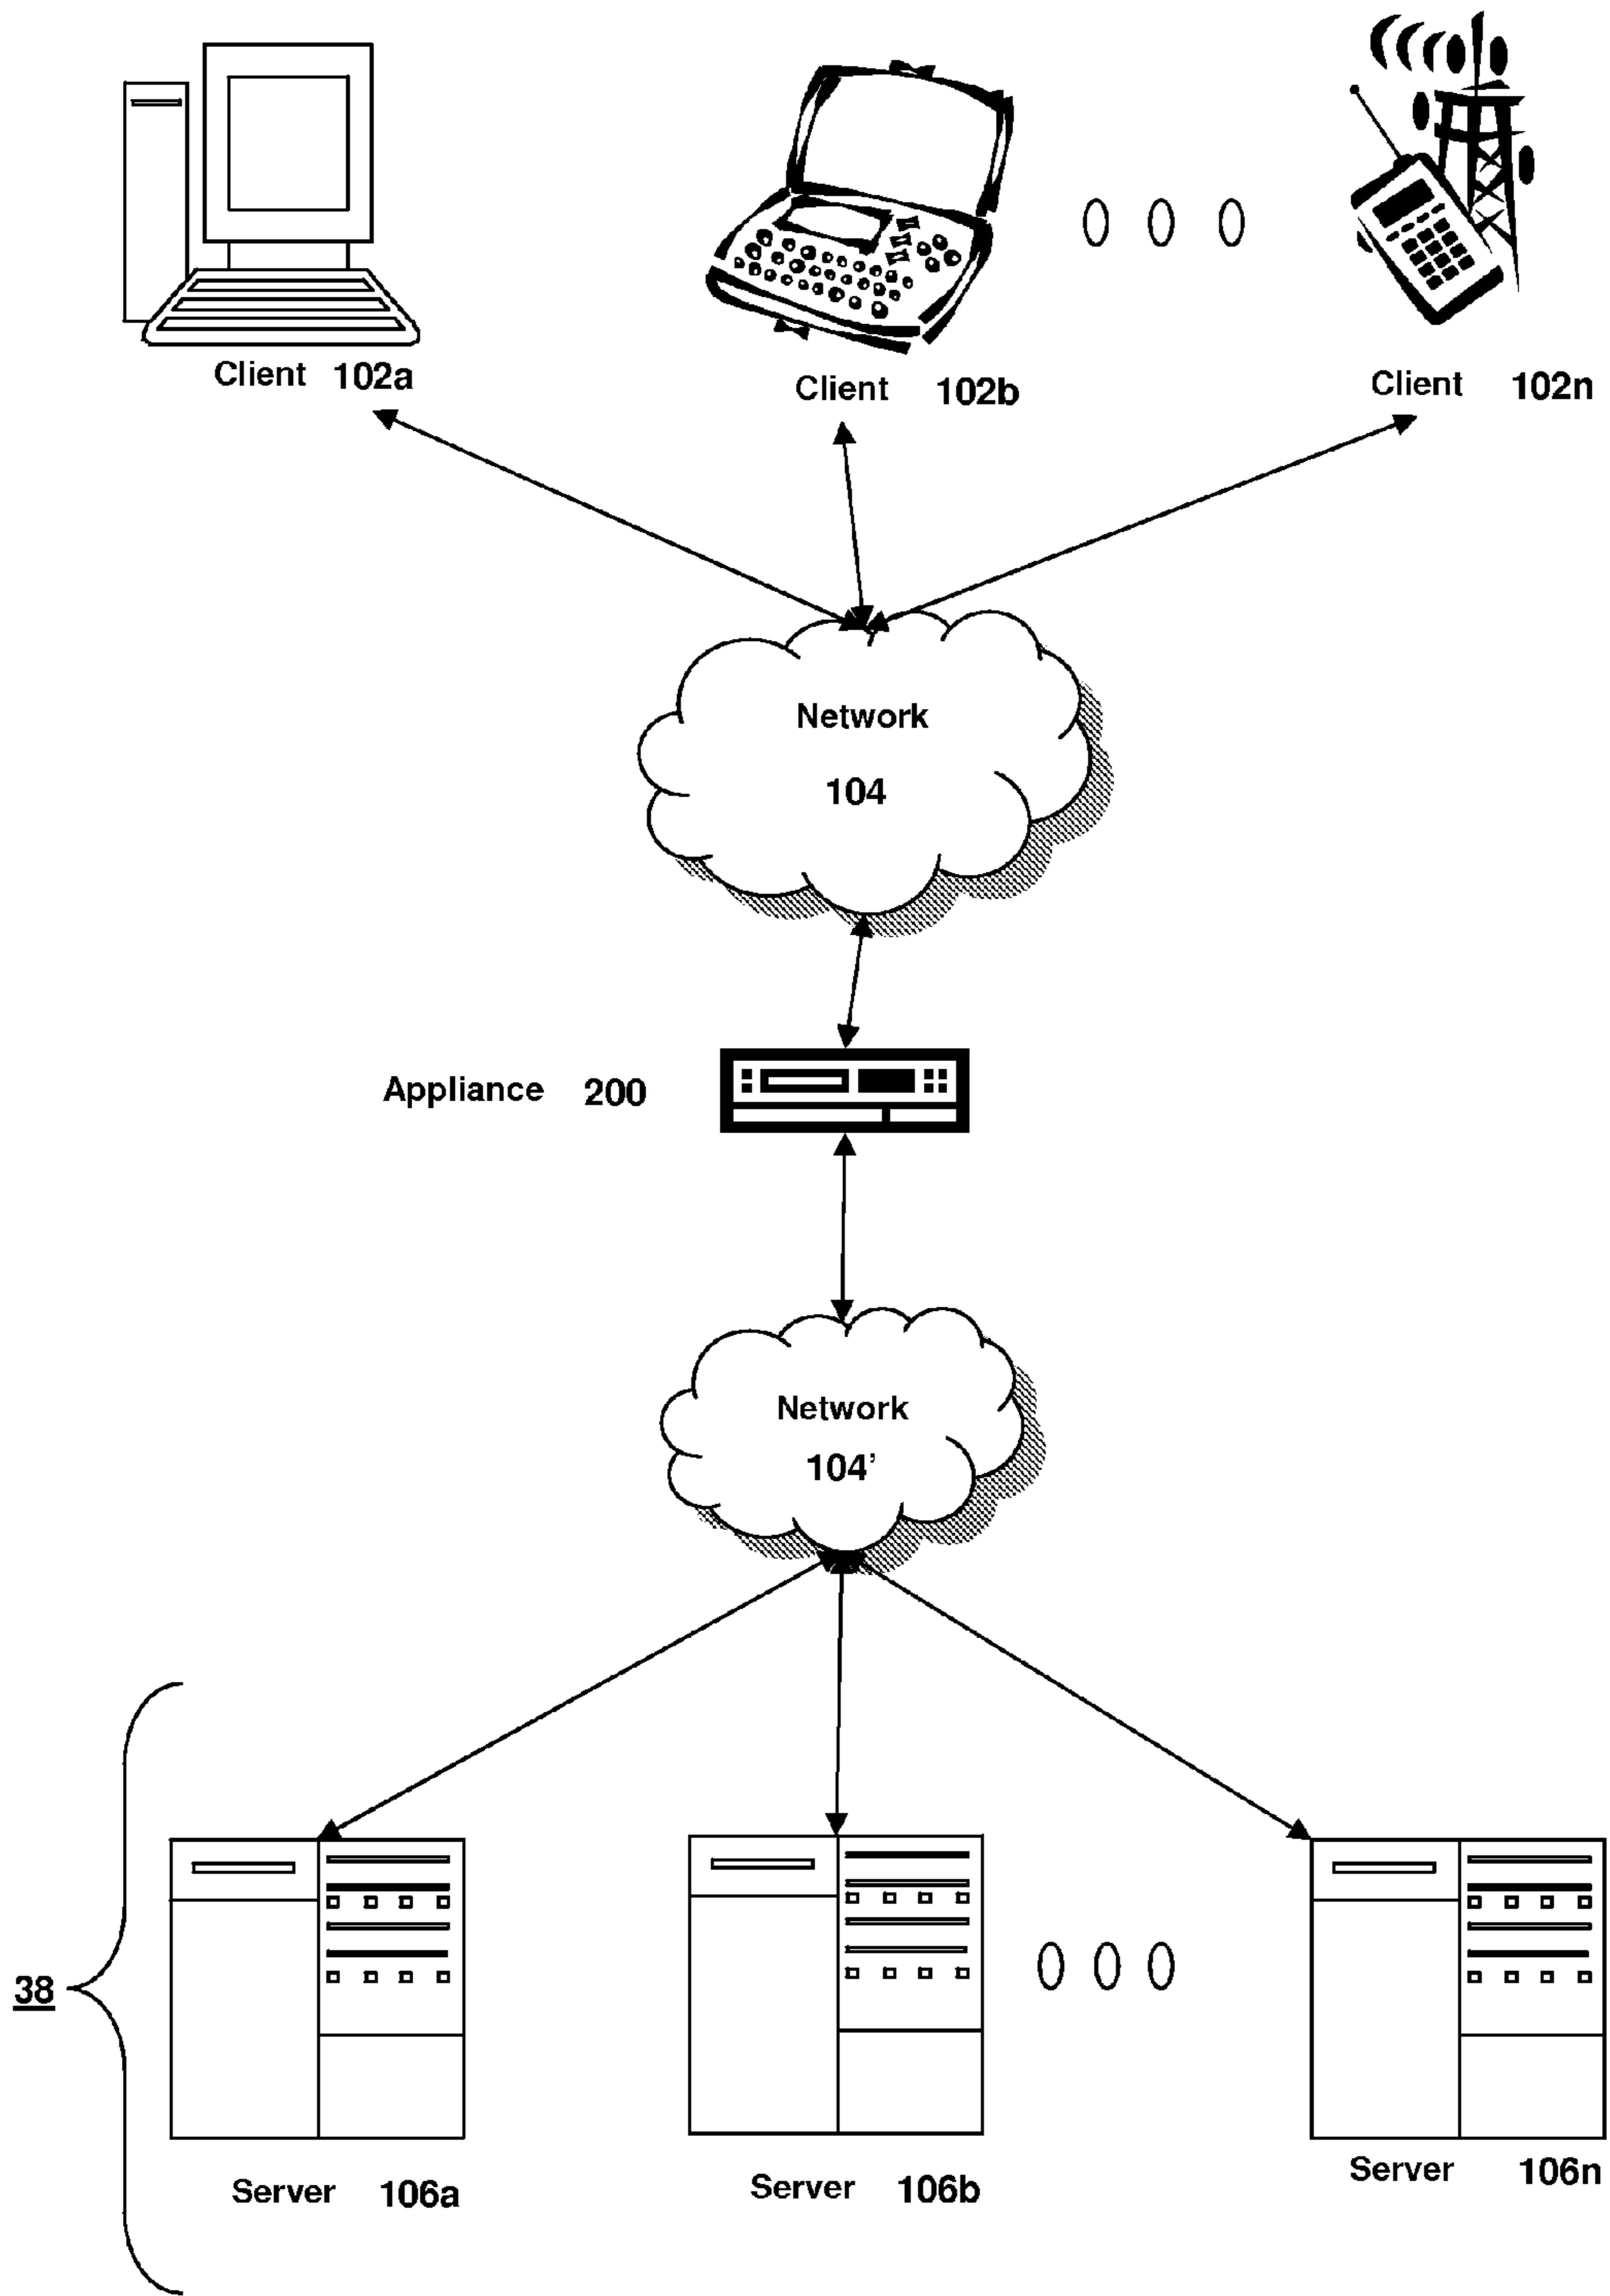 Client 102a
Client 102b
Client 102n
Network
104
Appliance 200
Network
104'
38
Server 106a
Server 106b
Server 106n